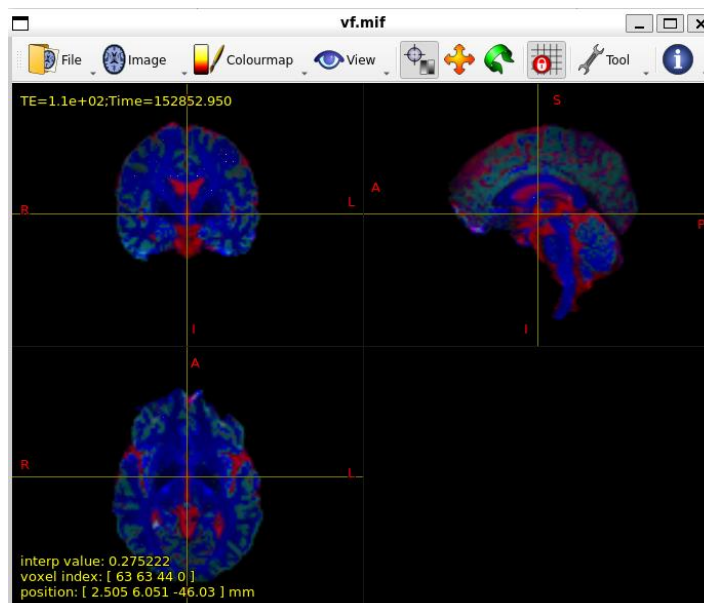 vf.mif
File Image Colourmap View Tool
TE=1.1e+02;Time=152852.950
S
A
R
L
P
I
I
A
R
L
interp value: 0.275222
voxel index: [ 63 63 44 0 ]
position: [ 2.505 6.051 -46.03 ] mm